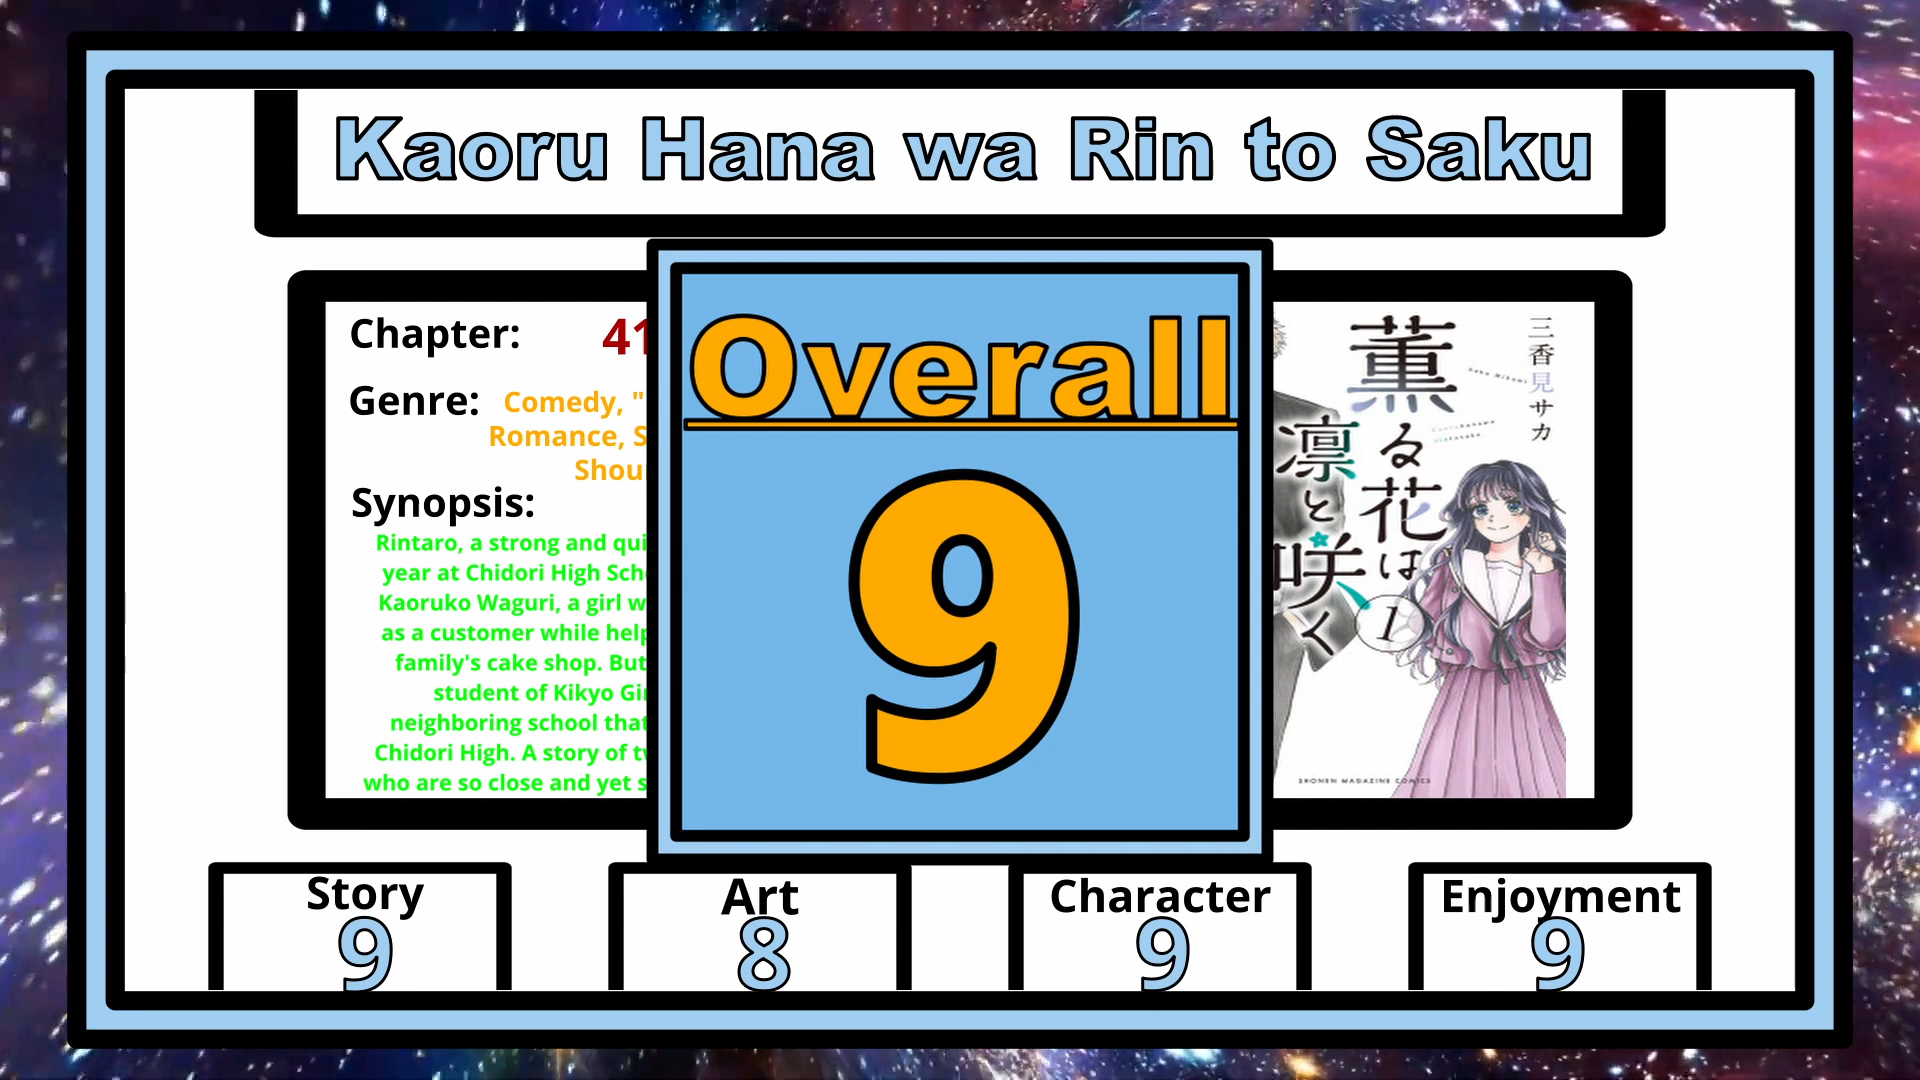 Kaoru Hana wa Rin to Saku
Chapter: 41
Genre: Comedy, "
Romance, S
Shou
Synopsis:
Rintaro, a strong and qui
year at Chidori High Sch
Kaoruko Waguri, a girl w
as a customer while help
family's cake shop. But
student of Kikyo Gi
neighboring school that
Chidori High. A story of t
who are so close and yet s
Overall
9
三香見サカ
薫る花は
凛と咲く
1
SHONEN MAGAZINE COMICS
Story
9
Art
8
Character
9
Enjoyment
9